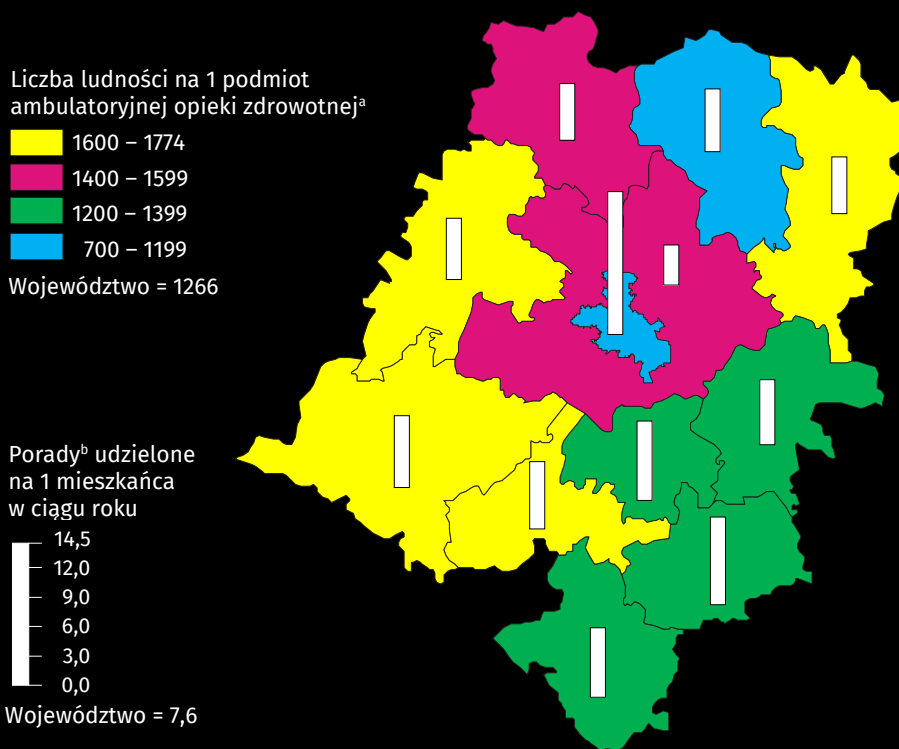 Liczba ludności na 1 podmiot
ambulatoryjnej opieki zdrowotnejᵃ
1600 – 1774
1400 – 1599
1200 – 1399
700 – 1199
Województwo = 1266
Poradyᵇ udzielone
na 1 mieszkańca
w ciągu roku
14,5
12,0
9,0
6,0
3,0
0,0
Województwo = 7,6